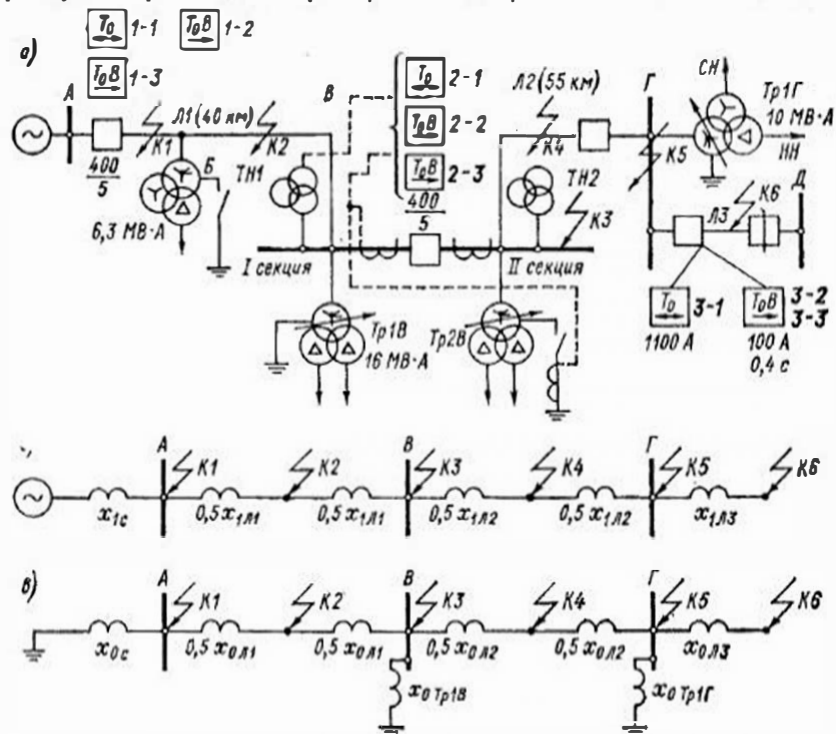 а)
T₀ 1-1
T₀B 1-2
T₀B 1-3
А
Л1 (40 км)
К1
К2
400
5
Б
6,3 МВ·А
В
ТН1
T₀ 2-1
T₀B 2-2
T₀B 2-3
400
5
Л2 (55 км)
К4
ТН2
К3
I секция
II секция
Тр1В
16 МВ·А
Тр2В
Г
К5
СН
Тр1Г
10 МВ·А
НН
К6
Д
Л3
T₀ 3-1
1100 А
T₀B 3-2
3-3
100 А
0,4 с
А
В
Г
К1
К2
К3
К4
К5
К6
x₁с
0,5 x₁л1
0,5 x₁л1
0,5 x₁л2
0,5 x₁л2
x₁л3
в)
А
В
Г
К1
К2
К3
К4
К5
К6
x₀с
0,5 x₀л1
0,5 x₀л1
0,5 x₀л2
0,5 x₀л2
x₀л3
x₀ Тр1В
x₀ Тр1Г